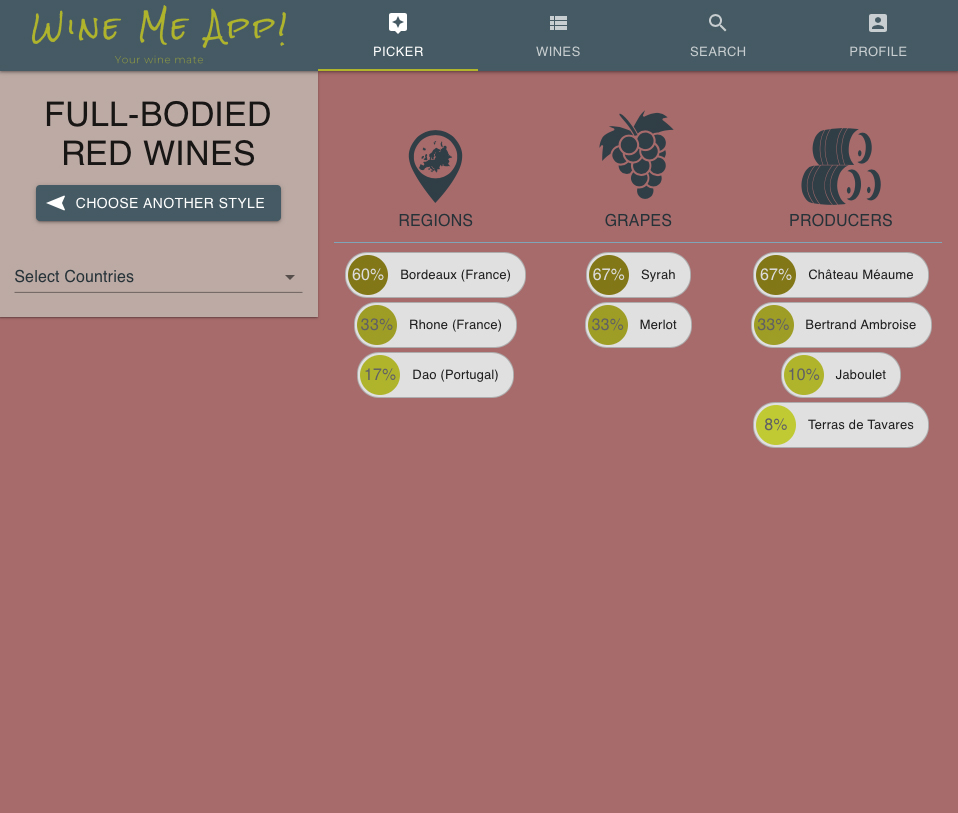 Wine Me App!
Your wine mate
PICKER
WINES
SEARCH
PROFILE
FULL-BODIED
RED WINES
CHOOSE ANOTHER STYLE
Select Countries
REGIONS
60% Bordeaux (France)
33% Rhone (France)
17% Dao (Portugal)
GRAPES
67% Syrah
33% Merlot
PRODUCERS
67% Château Méaume
33% Bertrand Ambroise
10% Jaboulet
8% Terras de Tavares